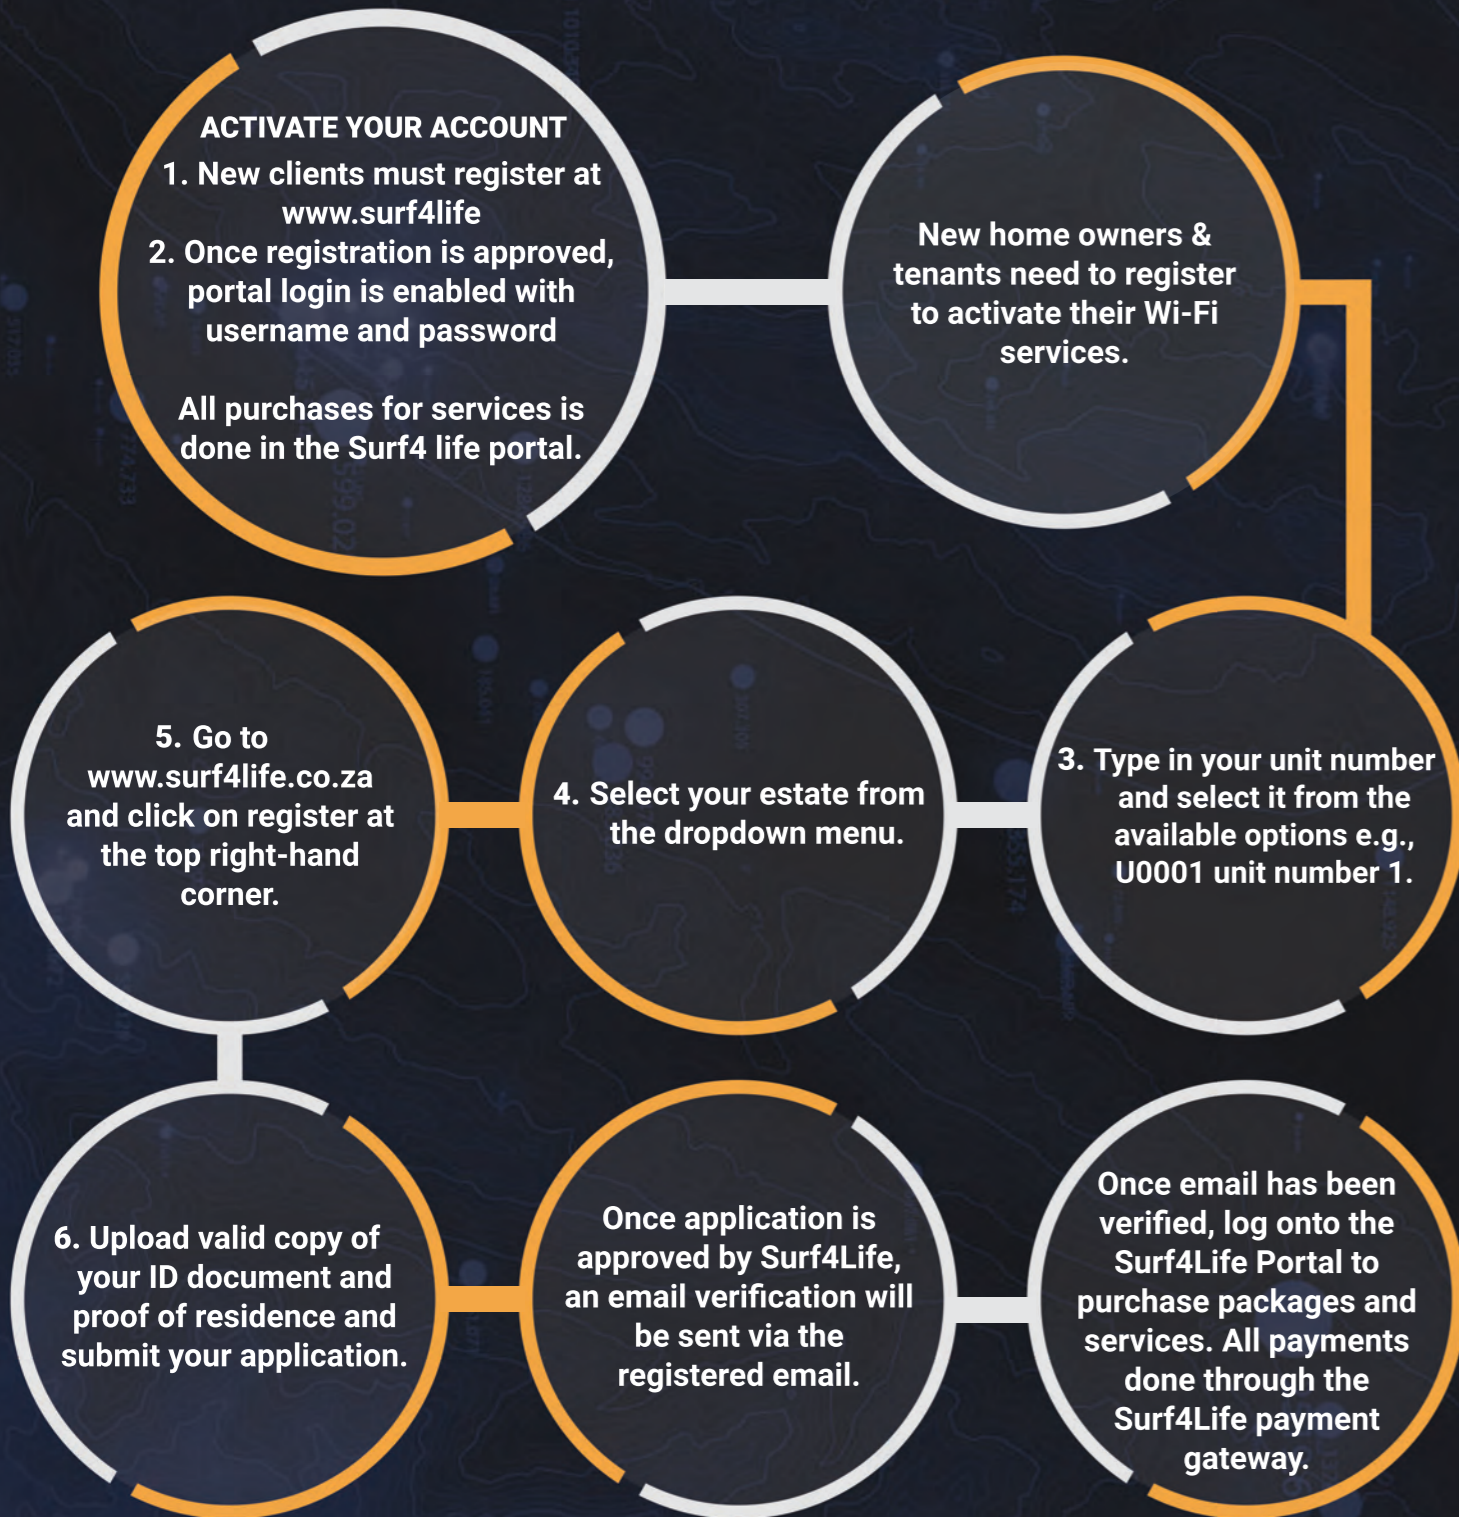 ACTIVATE YOUR ACCOUNT
1. New clients must register at
www.surf4life
2. Once registration is approved,
portal login is enabled with
username and password
All purchases for services is
done in the Surf4 life portal.
New home owners &
tenants need to register
to activate their Wi-Fi
services.
3. Type in your unit number
and select it from the
available options e.g.,
U0001 unit number 1.
4. Select your estate from
the dropdown menu.
5. Go to
www.surf4life.co.za
and click on register at
the top right-hand
corner.
6. Upload valid copy of
your ID document and
proof of residence and
submit your application.
Once application is
approved by Surf4Life,
an email verification will
be sent via the
registered email.
Once email has been
verified, log onto the
Surf4Life Portal to
purchase packages and
services. All payments
done through the
Surf4Life payment
gateway.